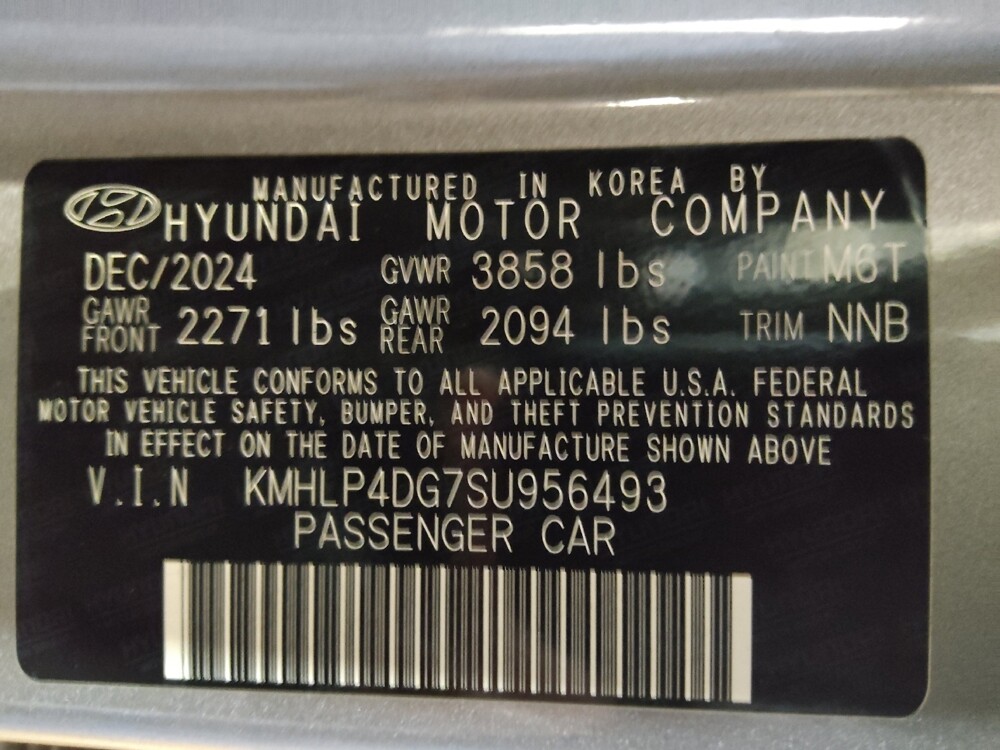 MANUFACTURED IN KOREA BY
HYUNDAI MOTOR COMPANY
DEC/2024 GVWR 3858 lbs PAINT M6T
GAWR FRONT 2271 lbs GAWR REAR 2094 lbs TRIM NNB
THIS VEHICLE CONFORMS TO ALL APPLICABLE U.S.A. FEDERAL
MOTOR VEHICLE SAFETY, BUMPER, AND THEFT PREVENTION STANDARDS
IN EFFECT ON THE DATE OF MANUFACTURE SHOWN ABOVE
V.I.N KMHLP4DG7SU956493
PASSENGER CAR